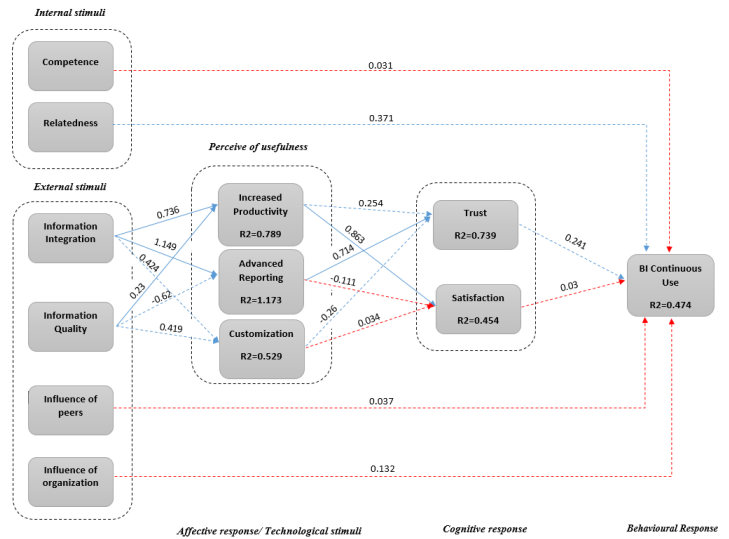 Internal stimuli
Competence
0.031
Relatedness
0.371
Perceive of usefulness
External stimuli
Information
Integration
0.736
1.149
0.424
Information
Quality
0.23
-0.62
0.419
Increased
Productivity
R2=0.789
Advanced
Reporting
R2=1.173
Customization
R2=0.529
0.254
0.863
0.714
-0.111
-0.26
0.034
Trust
R2=0.739
Satisfaction
R2=0.454
0.241
0.03
BI Continuous
Use
R2=0.474
Influence of
peers
0.037
Influence of
organization
0.132
Affective response/ Technological stimuli
Cognitive response
Behavioural Response